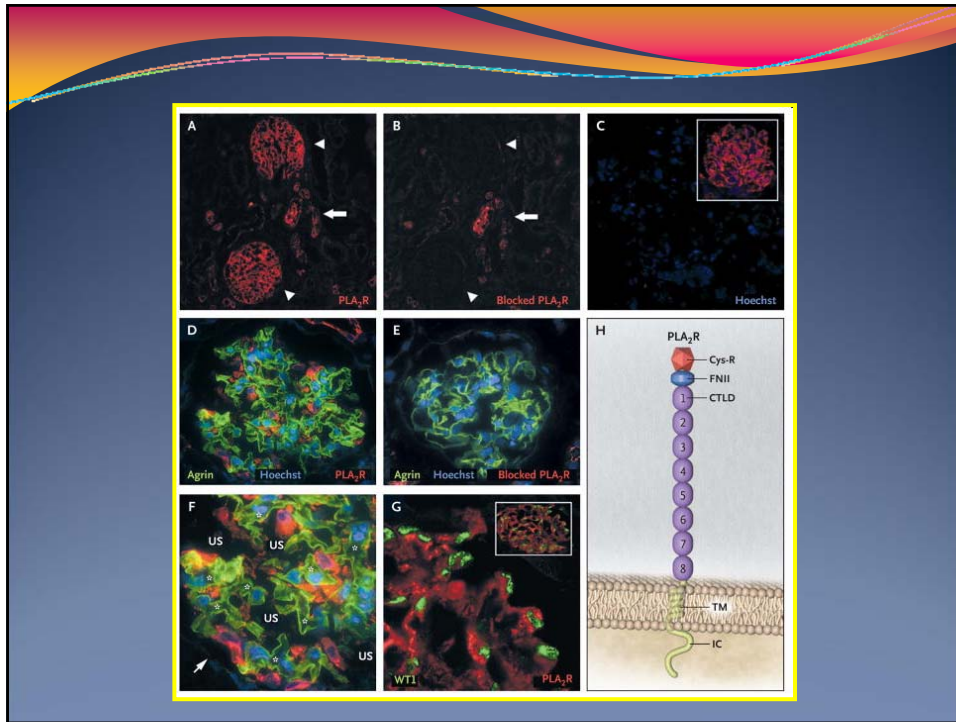 A
PLA₂R
B
Blocked PLA₂R
C
Hoechst
D
Agrin Hoechst PLA₂R
E
Agrin Hoechst Blocked PLA₂R
F
US
US
US
US
G
WT1 PLA₂R
H
PLA₂R
Cys-R
FNII
1 CTLD
2
3
4
5
6
7
8
TM
IC